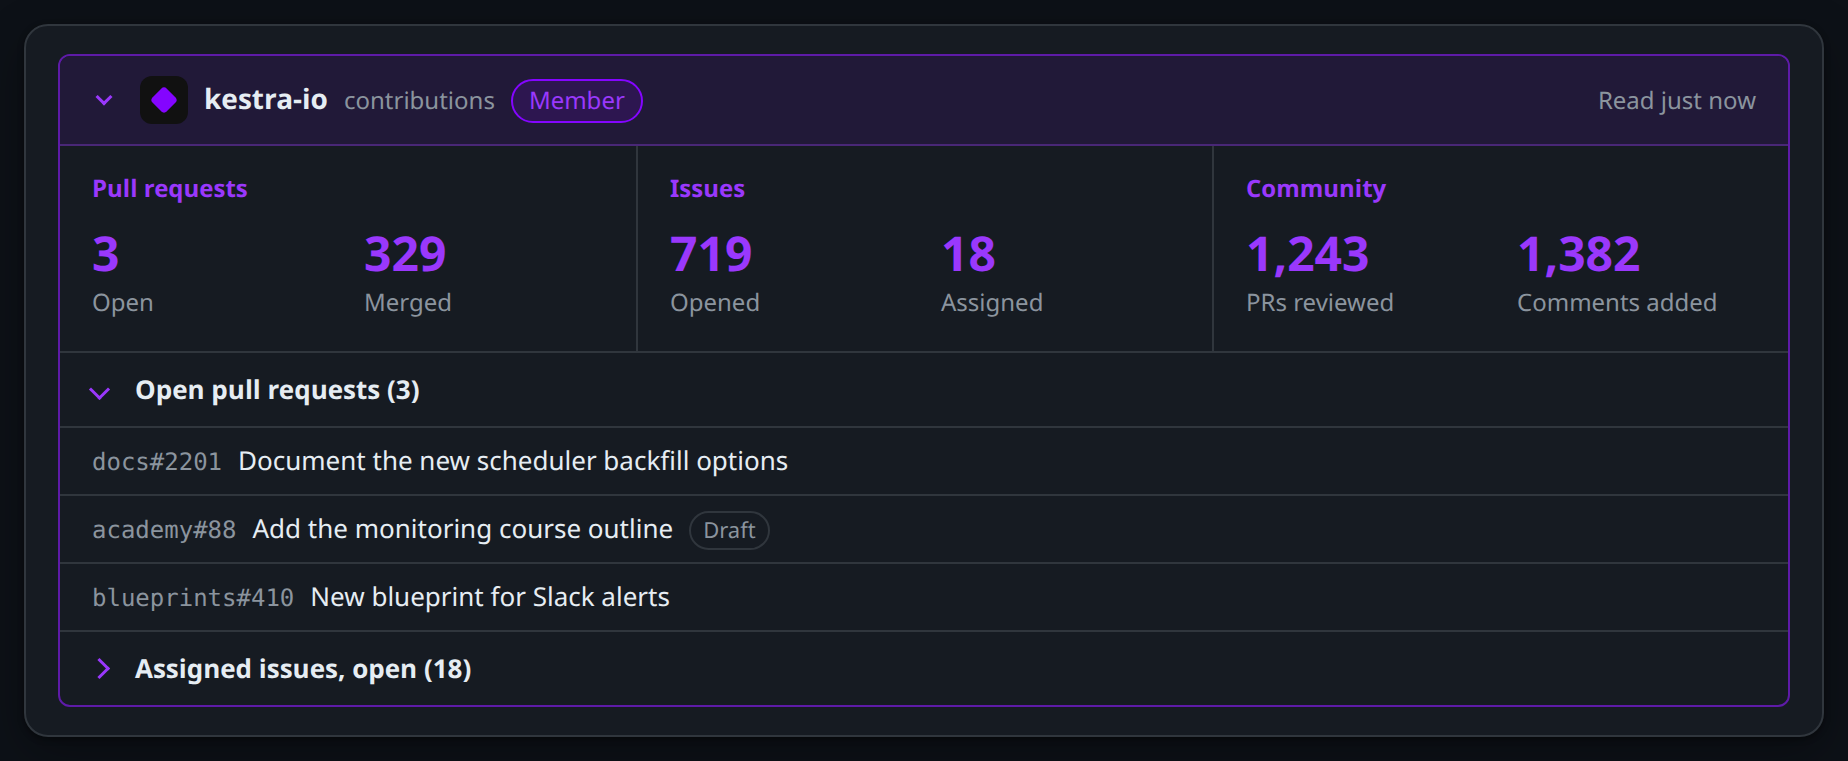 kestra-io contributions Member Read just now
Pull requests Issues Community
3 329 719 18 1,243 1,382
Open Merged Opened Assigned PRs reviewed Comments added
Open pull requests (3)
docs#2201 Document the new scheduler backfill options
academy#88 Add the monitoring course outline Draft
blueprints#410 New blueprint for Slack alerts
Assigned issues, open (18)